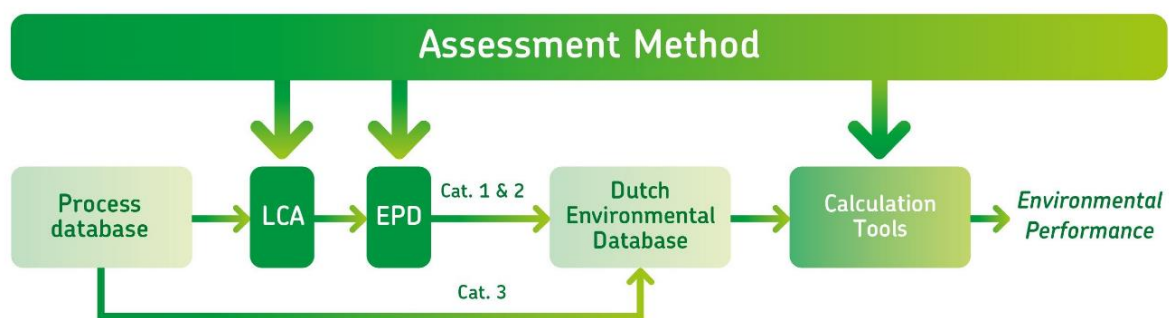 Assessment Method
Process
database
LCA
EPD
Cat. 1 & 2
Dutch
Environmental
Database
Calculation
Tools
Environmental
Performance
Cat. 3